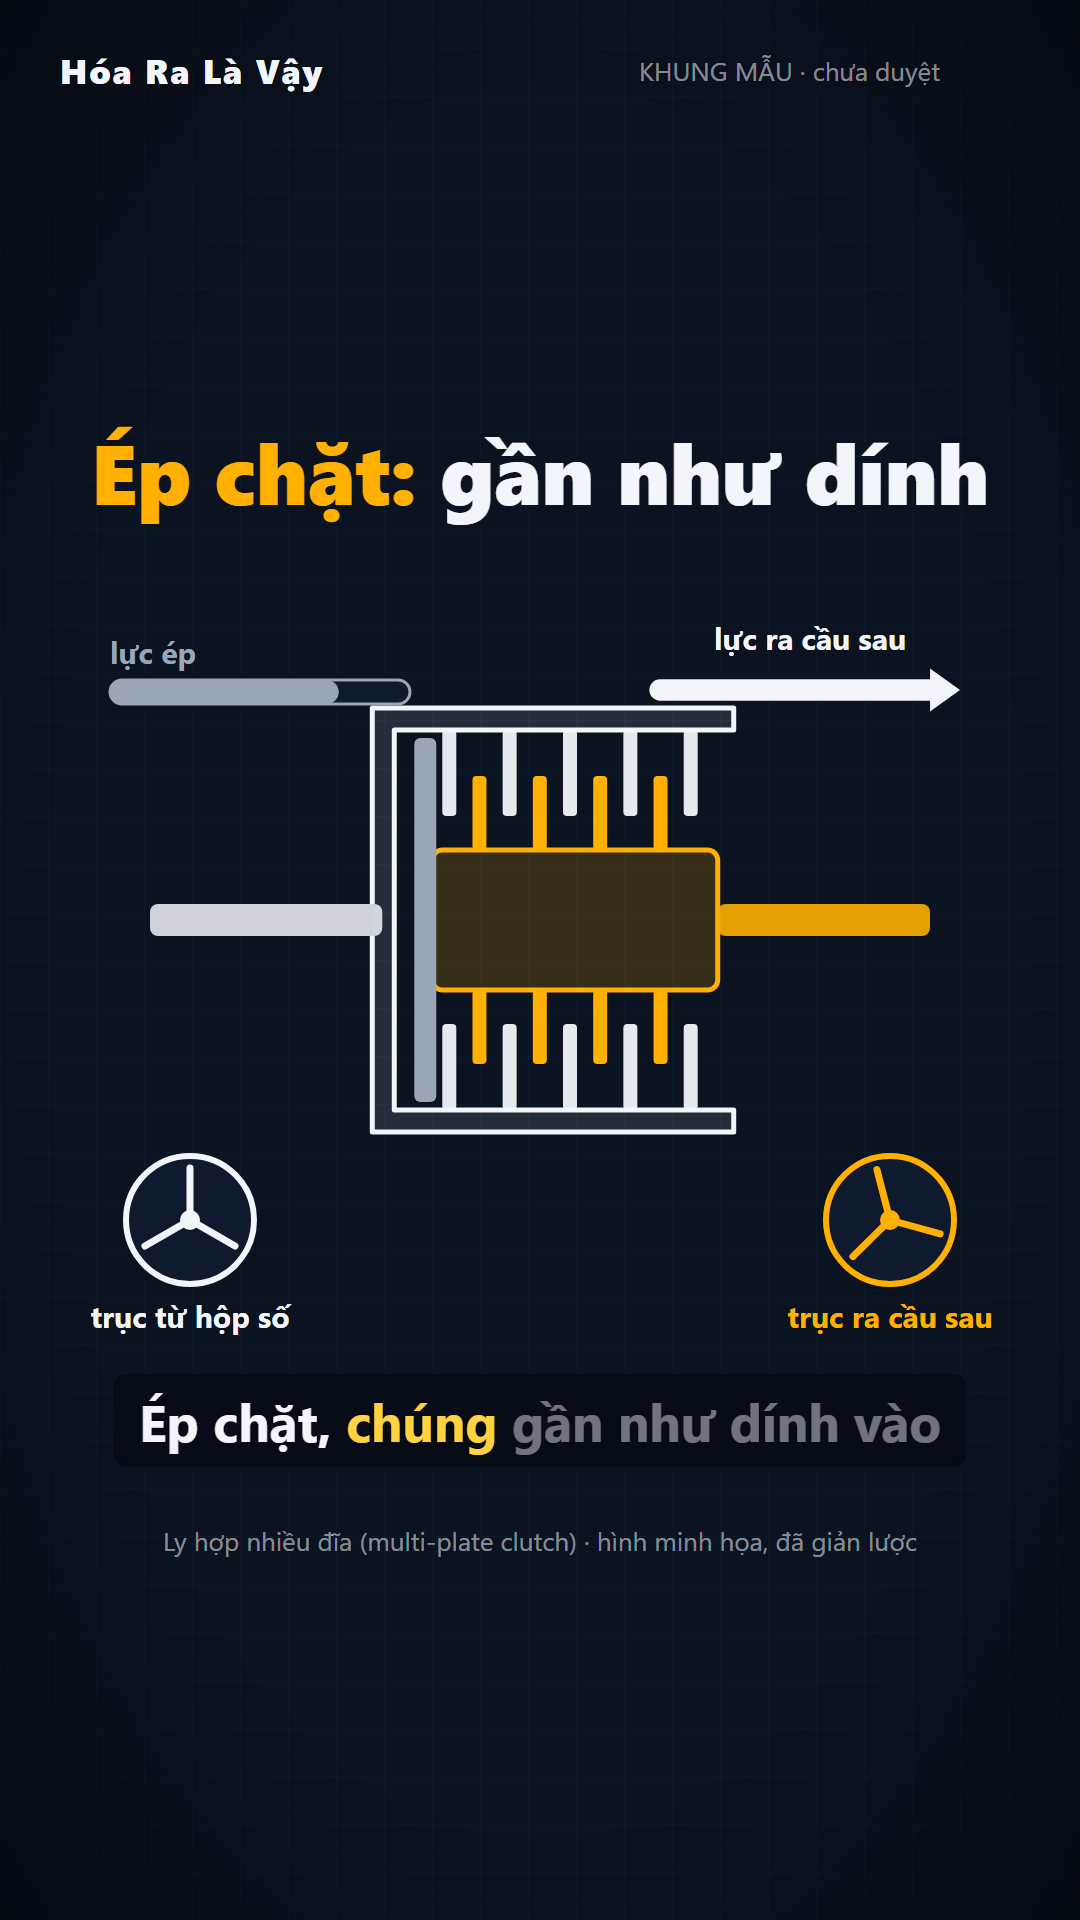 Hóa Ra Là Vậy
KHUNG MẪU · chưa duyệt
Ép chặt: gần như dính
lực ép
lực ra cầu sau
trục từ hộp số
trục ra cầu sau
Ép chặt, chúng gần như dính vào
Ly hợp nhiều đĩa (multi-plate clutch) · hình minh họa, đã giản lược